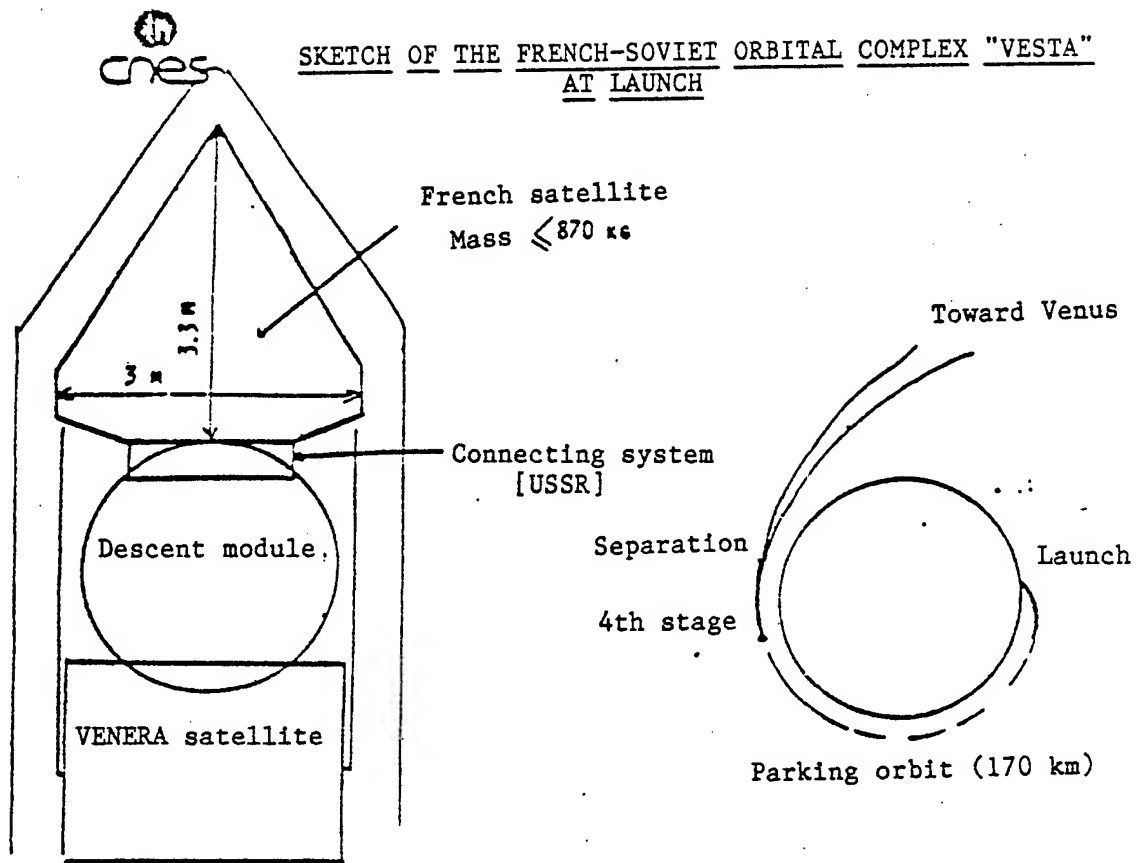 cnes
SKETCH OF THE FRENCH-SOVIET ORBITAL COMPLEX "VESTA"
AT LAUNCH
French satellite
Mass ⩽ 870 KG
3.3 M
3 M
Connecting system
[USSR]
Descent module
VENERA satellite
Toward Venus
Separation
Launch
4th stage
Parking orbit (170 km)